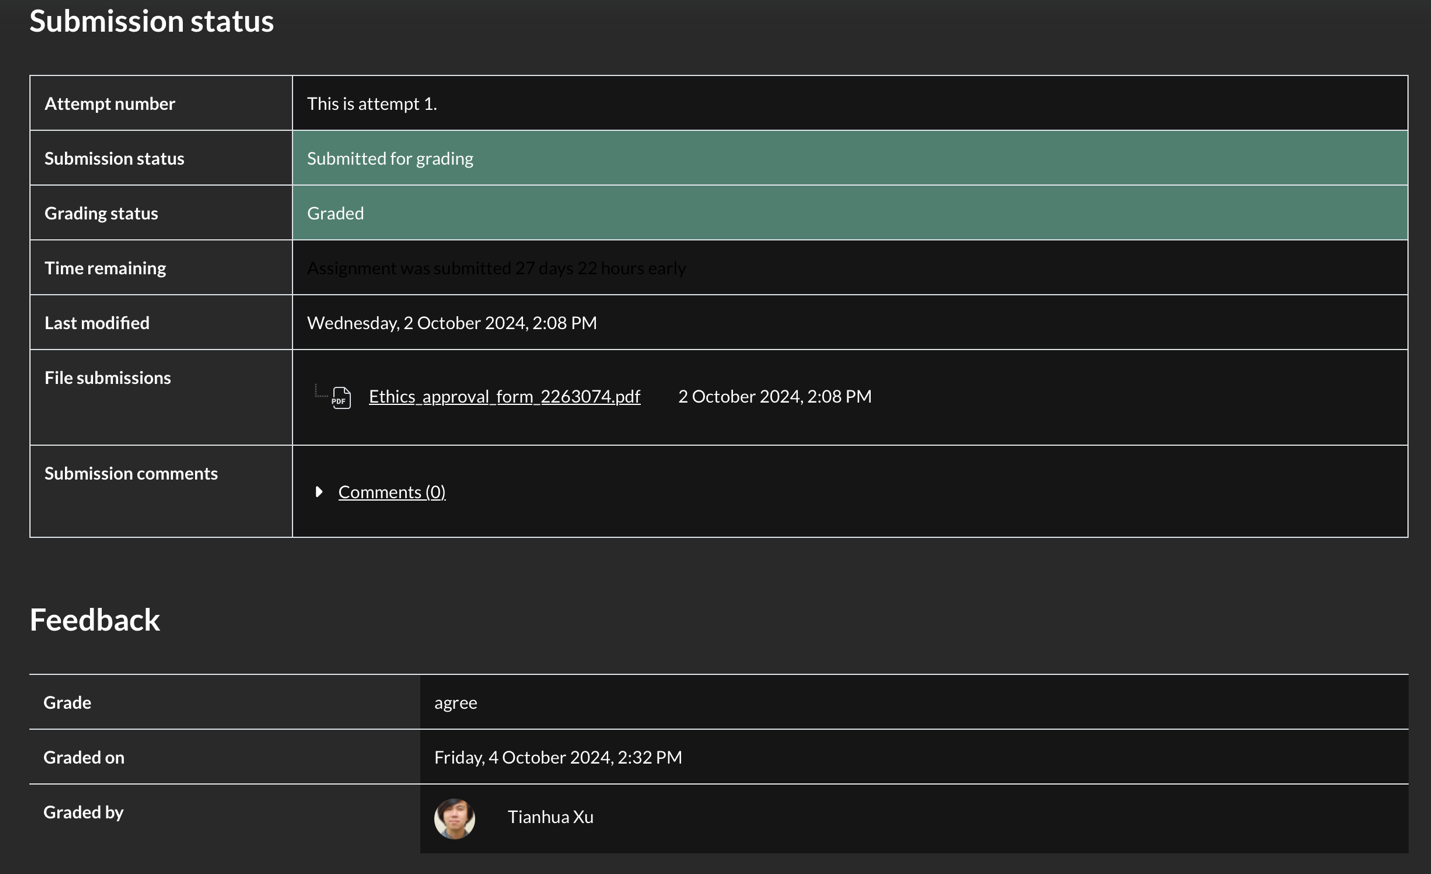 Submission status
Attempt number
This is attempt 1.
Submission status
Submitted for grading
Grading status
Graded
Time remaining
Assignment was submitted 27 days 22 hours early
Last modified
Wednesday, 2 October 2024, 2:08 PM
File submissions
PDF
Ethics_approval_form_2263074.pdf
2 October 2024, 2:08 PM
Submission comments
Comments (0)
Feedback
Grade
agree
Graded on
Friday, 4 October 2024, 2:32 PM
Graded by
Tianhua Xu